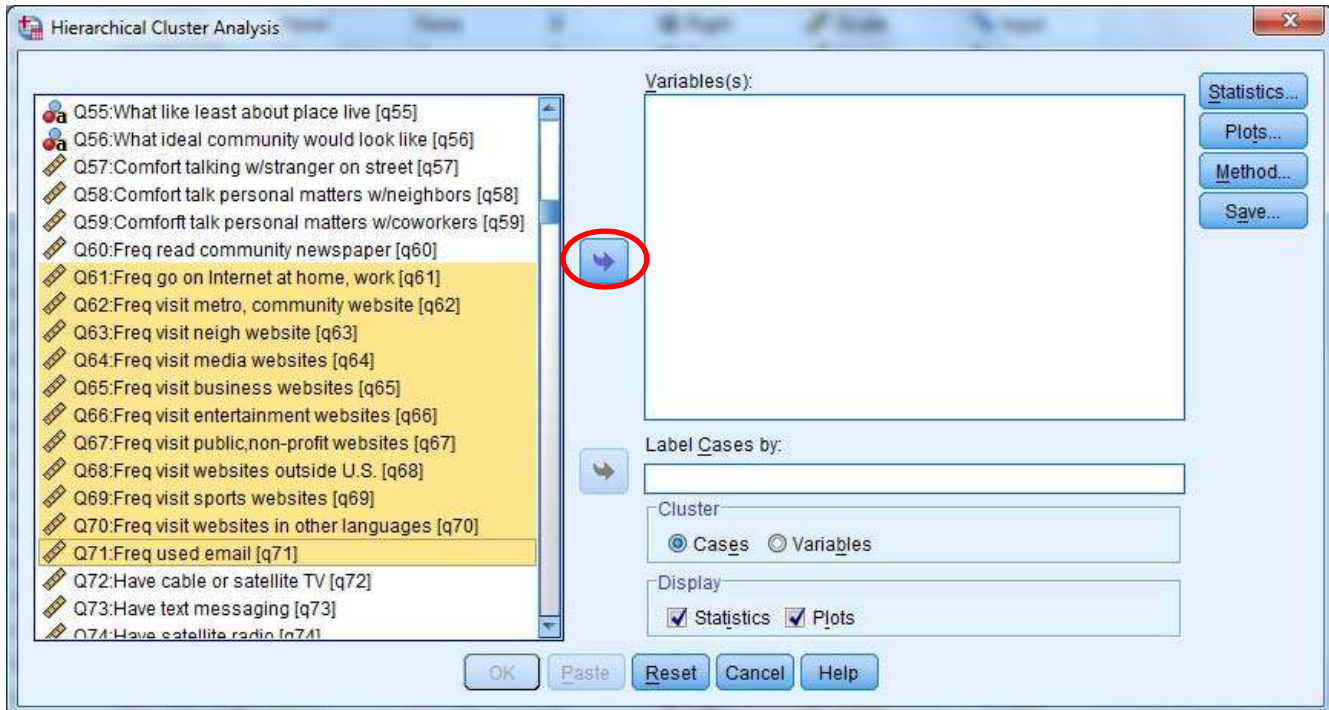 Hierarchical Cluster Analysis
Q55:What like least about place live [q55]
Q56:What ideal community would look like [q56]
Q57:Comfort talking w/stranger on street [q57]
Q58:Comfort talk personal matters w/neighbors [q58]
Q59:Comforft talk personal matters w/coworkers [q59]
Q60:Freq read community newspaper [q60]
Q61:Freq go on Internet at home, work [q61]
Q62:Freq visit metro, community website [q62]
Q63:Freq visit neigh website [q63]
Q64:Freq visit media websites [q64]
Q65:Freq visit business websites [q65]
Q66:Freq visit entertainment websites [q66]
Q67:Freq visit public,non-profit websites [q67]
Q68:Freq visit websites outside U.S. [q68]
Q69:Freq visit sports websites [q69]
Q70:Freq visit websites in other languages [q70]
Q71:Freq used email [q71]
Q72:Have cable or satellite TV [q72]
Q73:Have text messaging [q73]
Q74:Have satellite radio [q74]
Variables(s):
Label Cases by:
Cluster
Cases Variables
Display
Statistics Plots
Statistics...
Plots...
Method...
Save...
OK Paste Reset Cancel Help